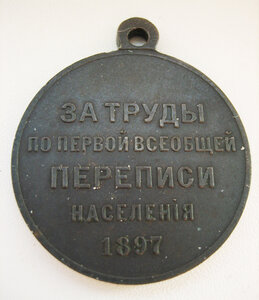 ЗА ТРУДЫ
ПО ПЕРВОЙ ВСЕОБЩЕЙ
ПЕРЕПИСИ
НАСЕЛЕНІЯ
1897